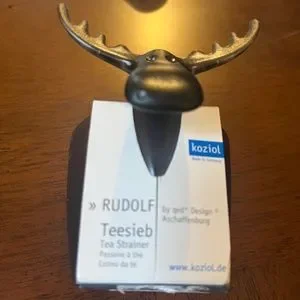 koziol
» RUDOLF
by qed* Design
Aschaffenburg
Teesieb
Tea Strainer
Passoire à thé
Colino da tè
www.koziol.de